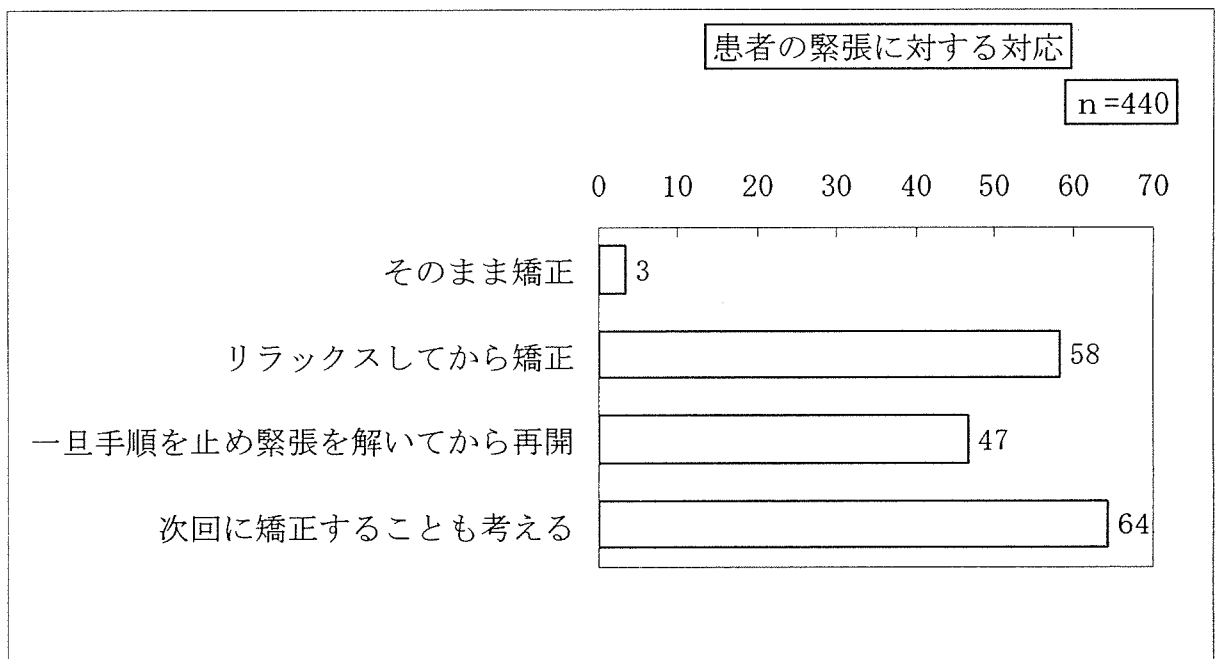 患者の緊張に対する対応
n=440
0 10 20 30 40 50 60 70
そのまま矯正 3
リラックスしてから矯正 58
一旦手順を止め緊張を解いてから再開 47
次回に矯正することも考える 64